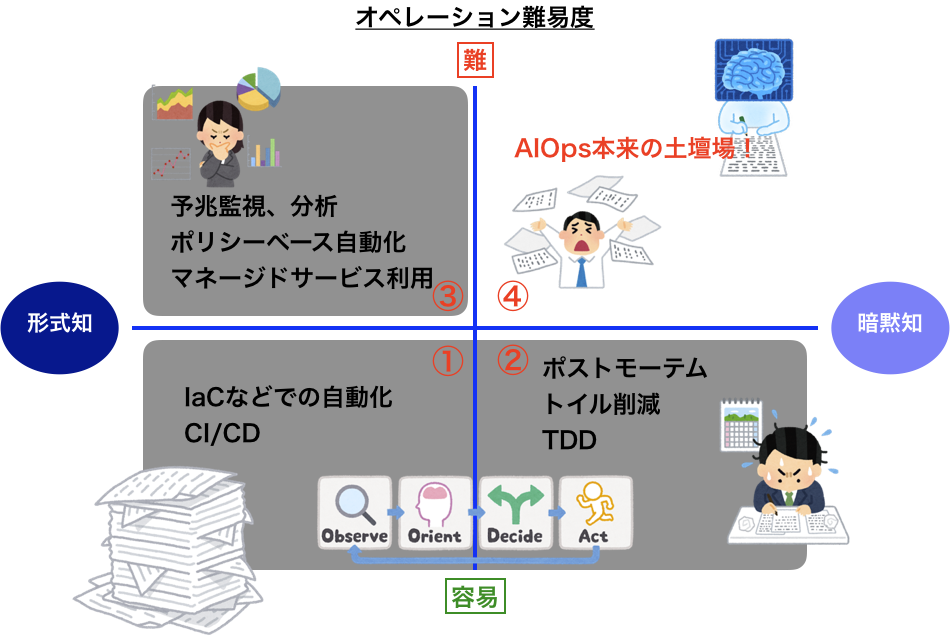 オペレーション難易度
難
AIOps本来の土壇場！
予兆監視、分析
ポリシーベース自動化
マネージドサービス利用
③
④
形式知
暗黙知
①
②
IaCなどでの自動化
CI/CD
ポストモーテム
トイル削減
TDD
Observe
Orient
Decide
Act
容易